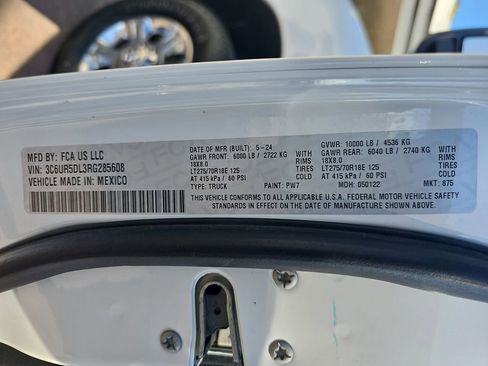 MFD BY: FCA US LLC
VIN: 3C6UR5DL3RG285608
VEHICLE MADE IN: MEXICO
DATE OF MFR (BUILT): 5-24
GAWR FRONT: 6000 LB / 2722 KG
18X8.0
LT275/70R18E 125 TIRES
AT 415 kPa / 60 PSI COLD
TYPE: TRUCK PAINT: PW7
GVWR: 10000 LB / 4536 KG
GAWR REAR: 6040 LB / 2740 KG
18X8.0
LT275/70R18E 125 TIRES
AT 415 kPa / 60 PSI COLD
MDH: 050122 MKT: 875
THIS VEHICLE CONFORMS TO ALL APPLICABLE U.S.A. FEDERAL MOTOR VEHICLE SAFETY
STANDARDS IN EFFECT ON THE DATE OF MANUFACTURE SHOWN ABOVE.